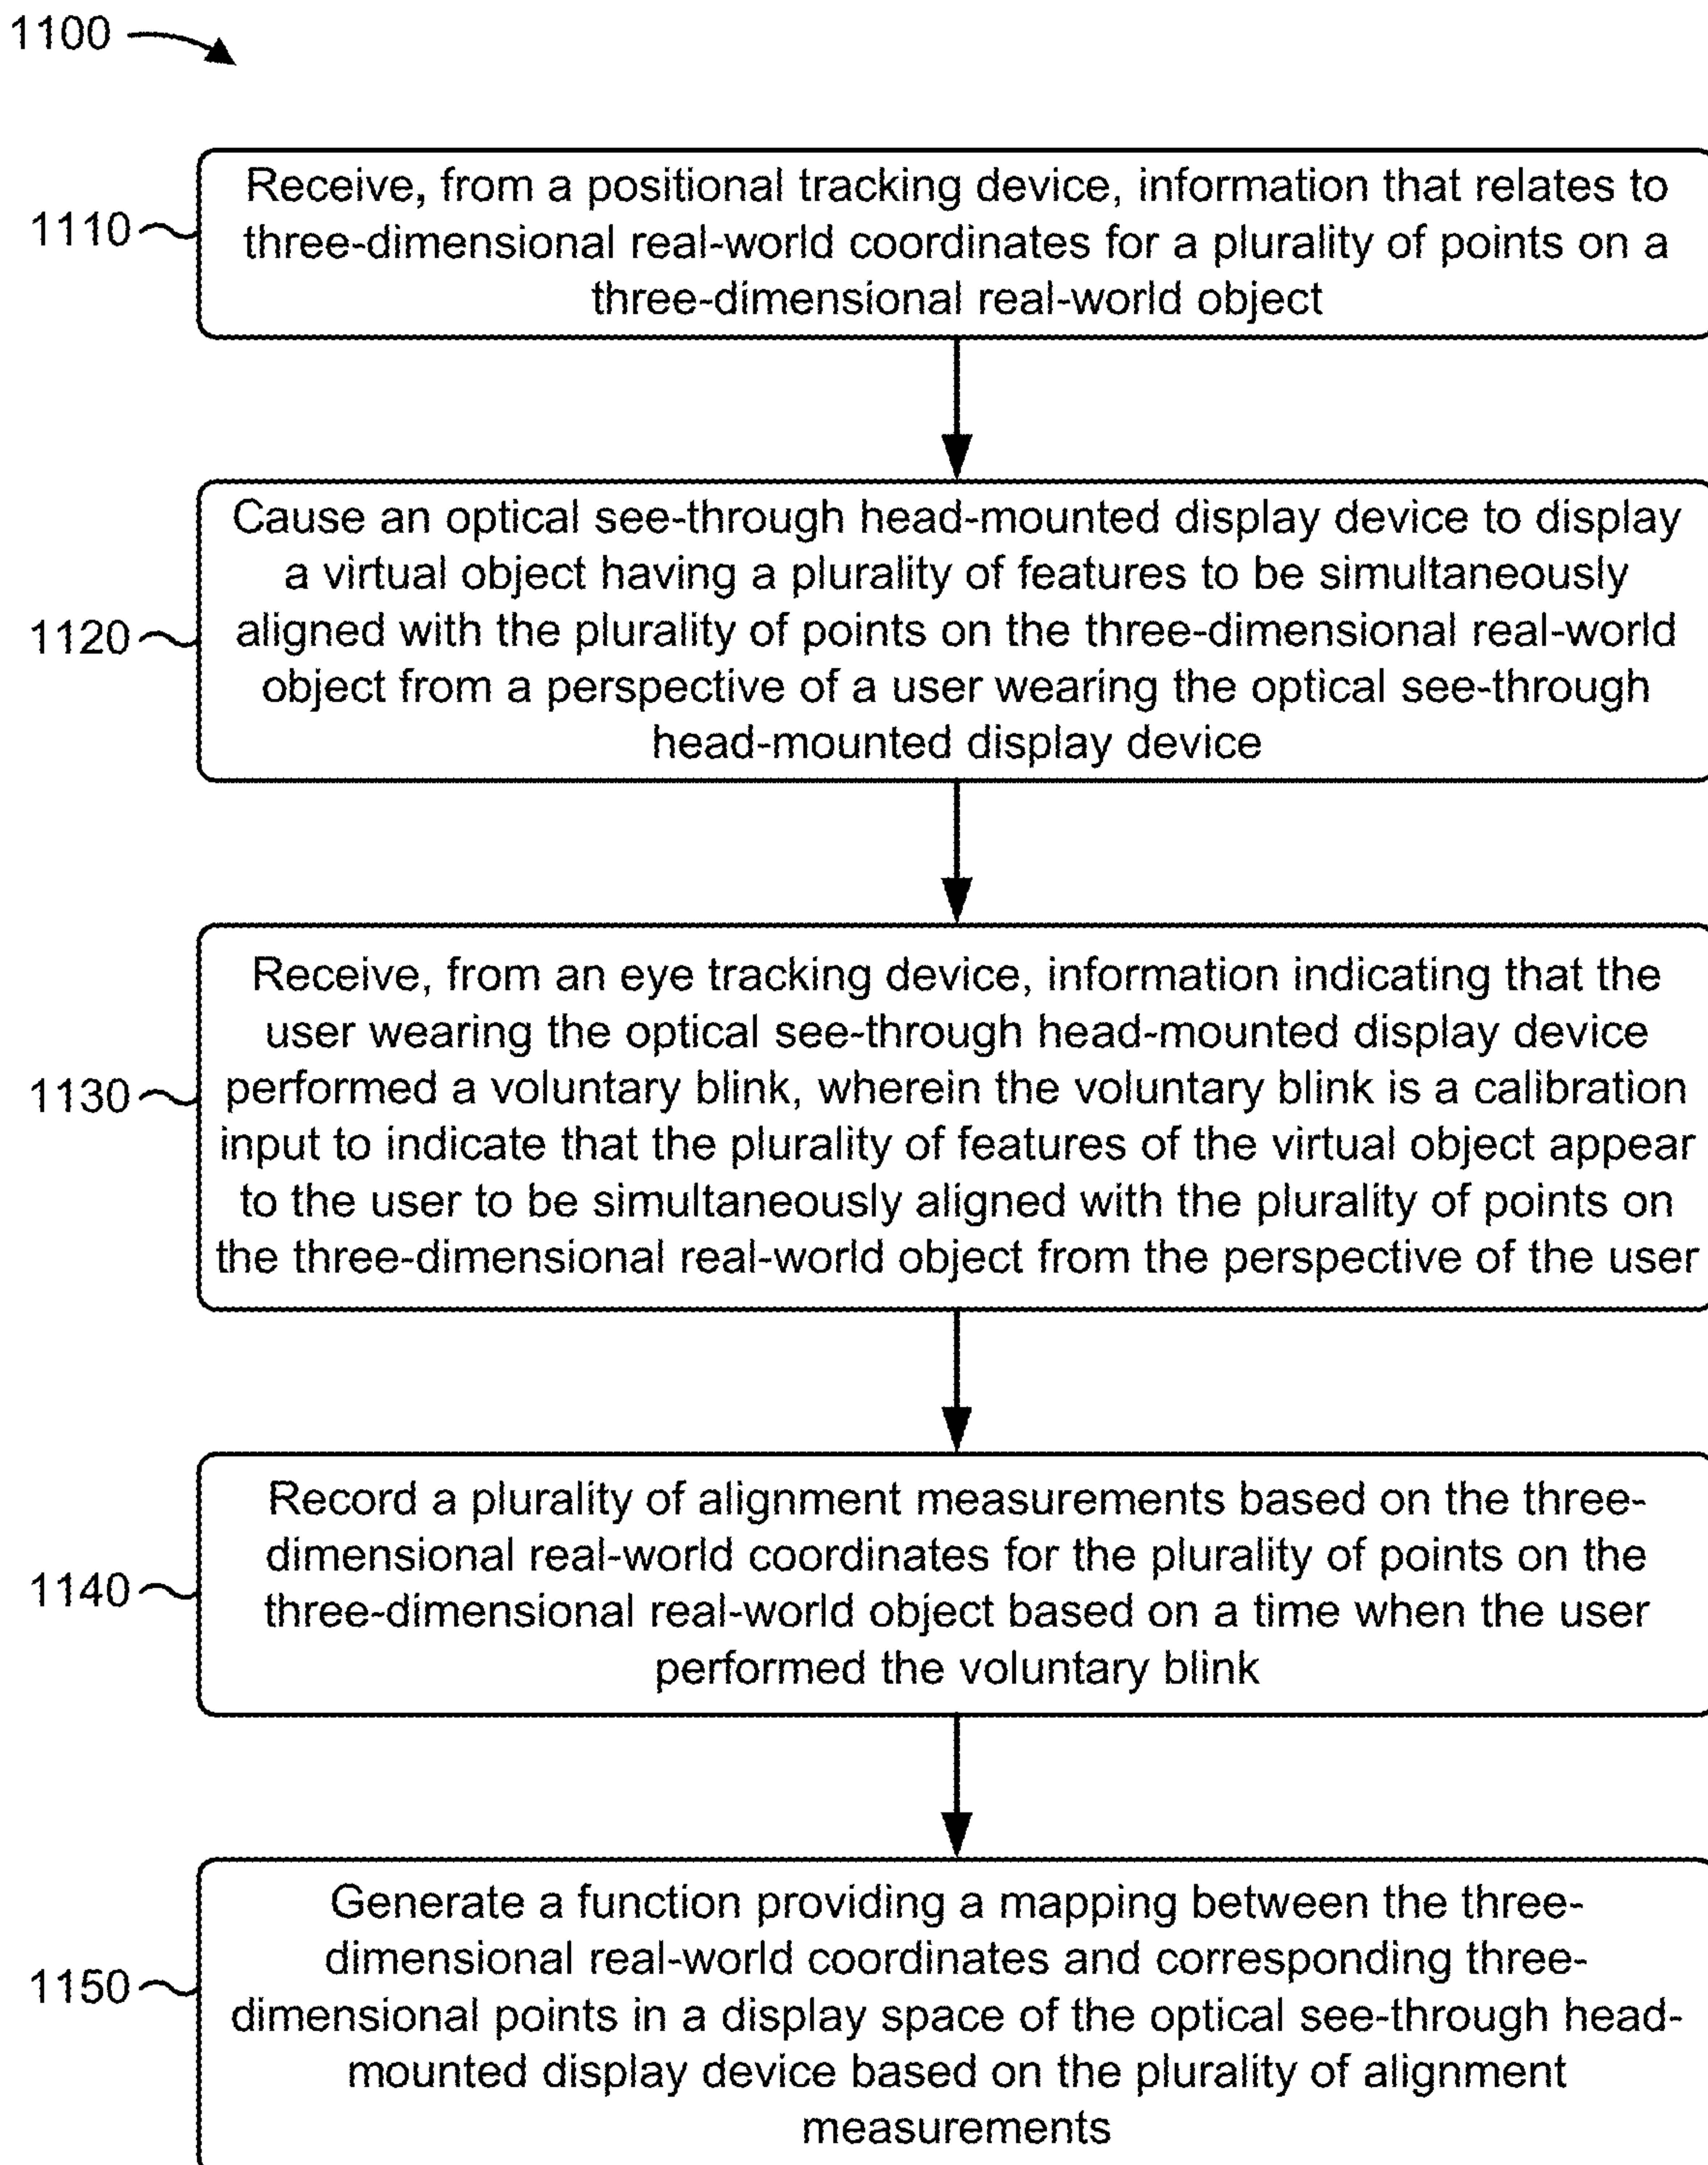 1100
1110
Receive, from a positional tracking device, information that relates to
three-dimensional real-world coordinates for a plurality of points on a
three-dimensional real-world object
1120
Cause an optical see-through head-mounted display device to display
a virtual object having a plurality of features to be simultaneously
aligned with the plurality of points on the three-dimensional real-world
object from a perspective of a user wearing the optical see-through
head-mounted display device
1130
Receive, from an eye tracking device, information indicating that the
user wearing the optical see-through head-mounted display device
performed a voluntary blink, wherein the voluntary blink is a calibration
input to indicate that the plurality of features of the virtual object appear
to the user to be simultaneously aligned with the plurality of points on
the three-dimensional real-world object from the perspective of the user
1140
Record a plurality of alignment measurements based on the three-
dimensional real-world coordinates for the plurality of points on the
three-dimensional real-world object based on a time when the user
performed the voluntary blink
1150
Generate a function providing a mapping between the three-
dimensional real-world coordinates and corresponding three-
dimensional points in a display space of the optical see-through head-
mounted display device based on the plurality of alignment
measurements